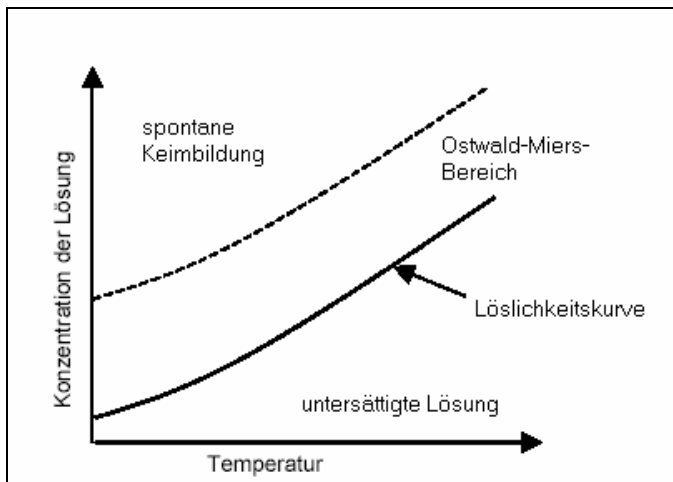 spontane
Keimbildung
Ostwald-Miers-
Bereich
Konzentration der Lösung
Löslichkeitskurve
untersättigte Lösung
Temperatur